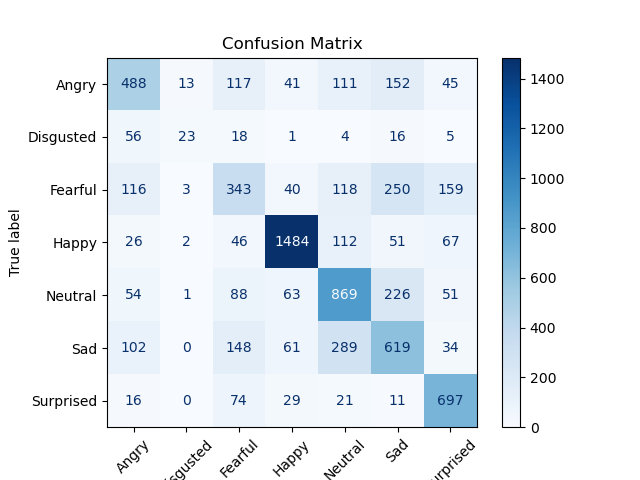 Confusion Matrix
Angry 488 13 117 41 111 152 45
Disgusted 56 23 18 1 4 16 5
Fearful 116 3 343 40 118 250 159
Happy 26 2 46 1484 112 51 67
Neutral 54 1 88 63 869 226 51
Sad 102 0 148 61 289 619 34
Surprised 16 0 74 29 21 11 697
True label
Angry sgusted Fearful Happy Neutral Sad urprised
1400
1200
1000
800
600
400
200
0